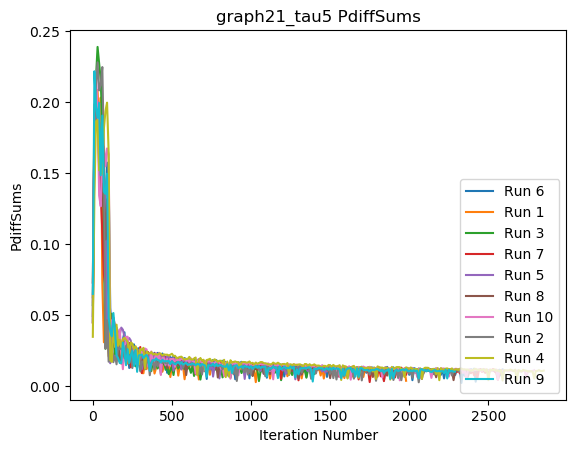 graph21_tau5 PdiffSums
0.25
0.20
0.15
0.10
0.05
0.00
PdiffSums
0
500
1000
1500
2000
2500
Iteration Number
Run 6
Run 1
Run 3
Run 7
Run 5
Run 8
Run 10
Run 2
Run 4
Run 9